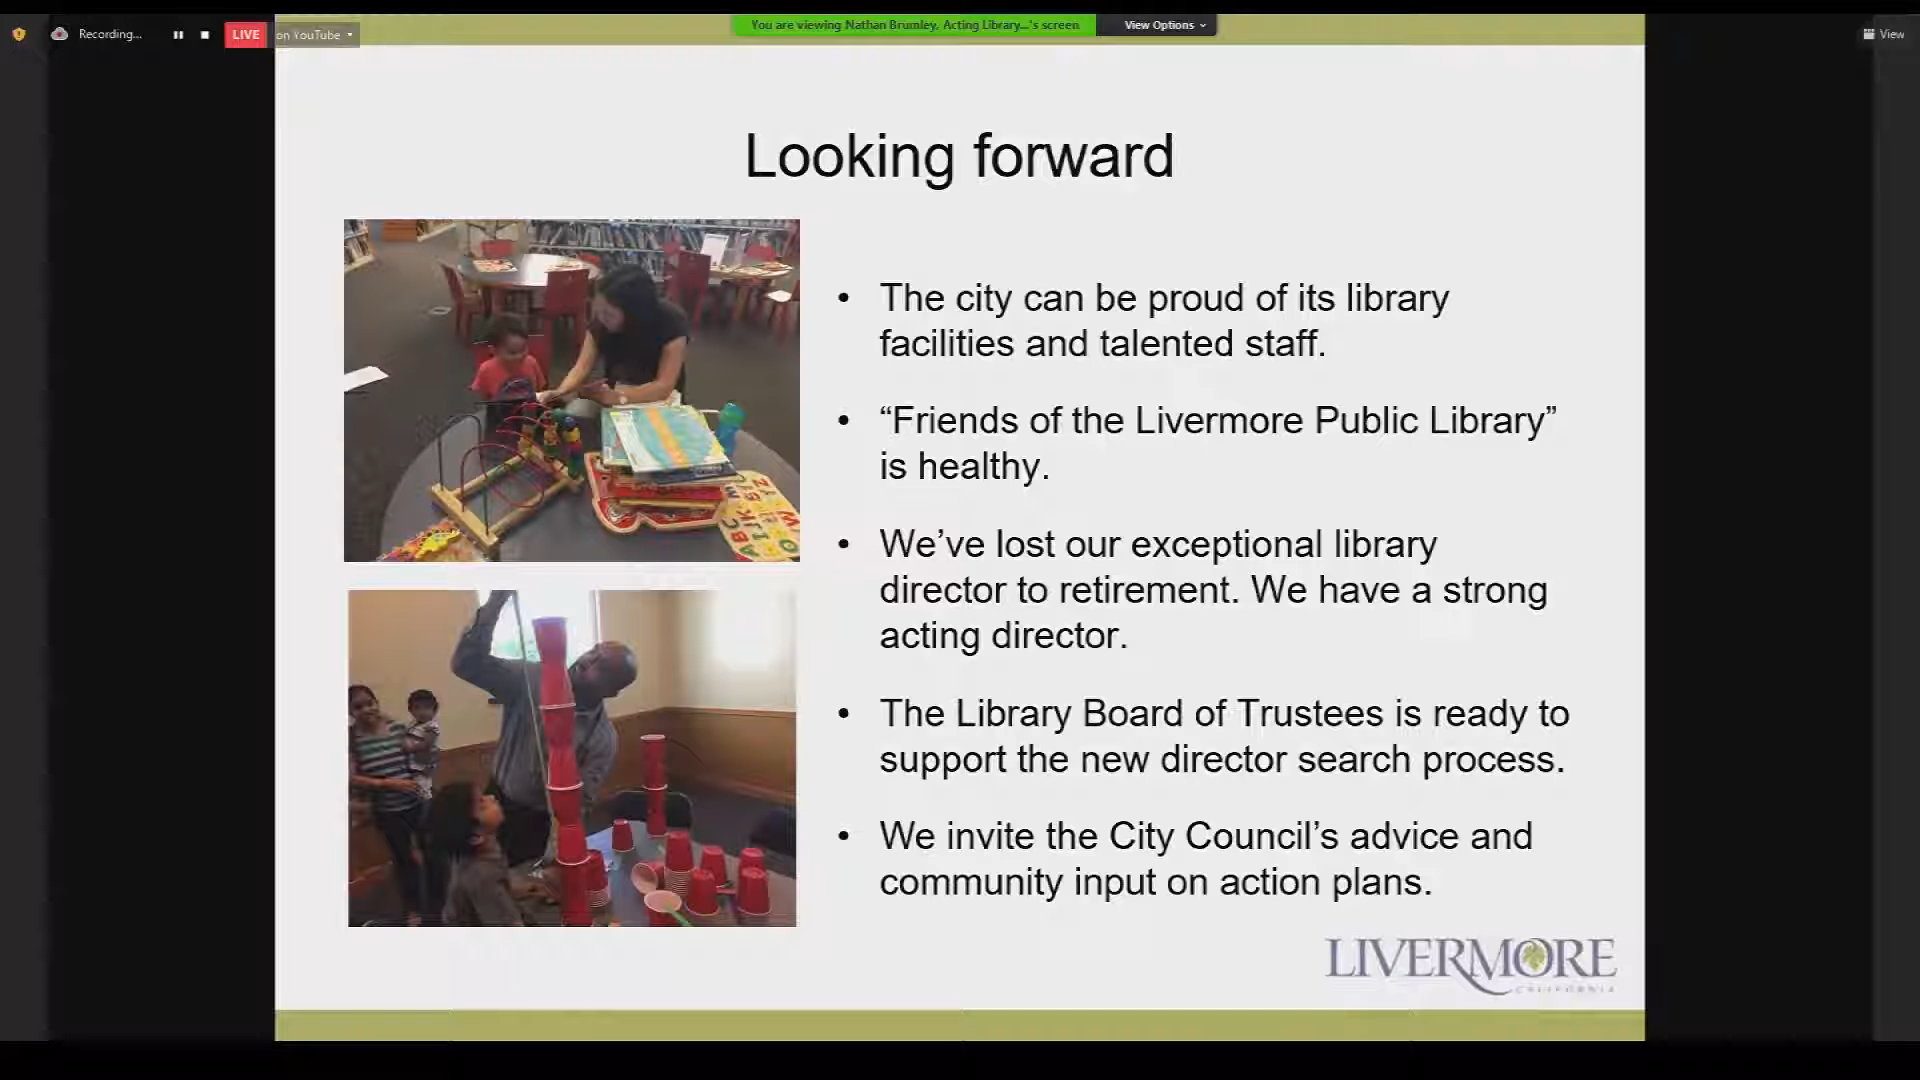 Recording...
LIVE
on YouTube
You are viewing Nathan Brumley, Acting Library...'s screen
View Options
View
Looking forward
• The city can be proud of its library
facilities and talented staff.
• “Friends of the Livermore Public Library”
is healthy.
• We’ve lost our exceptional library
director to retirement. We have a strong
acting director.
• The Library Board of Trustees is ready to
support the new director search process.
• We invite the City Council’s advice and
community input on action plans.
LIVERMORE
CALIFORNIA